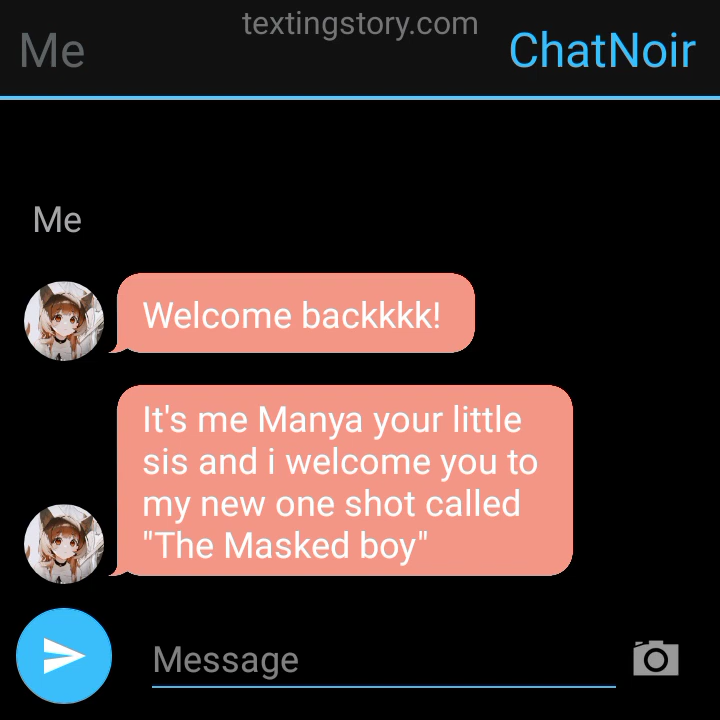 textingstory.com
Me
ChatNoir
Me
Welcome backkkk!
It's me Manya your little
sis and i welcome you to
my new one shot called
"The Masked boy"
Message